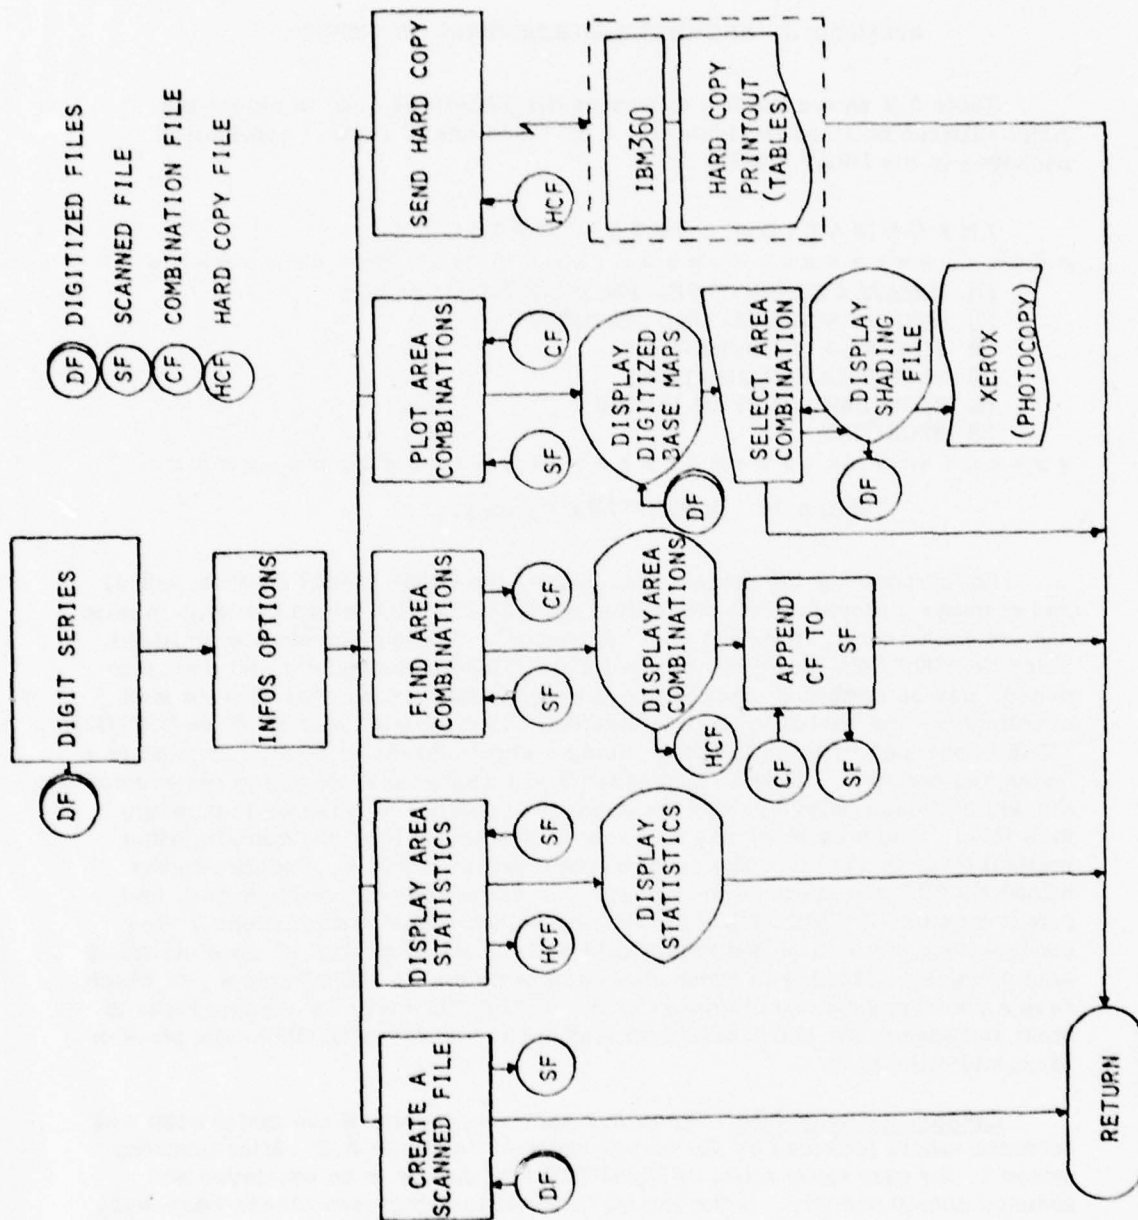 DF
DIGIT SERIES
DF
DIGITIZED FILES
SF
SCANNED FILE
CF
COMBINATION FILE
HCF
HARD COPY FILE
INFOS OPTIONS
CREATE A
SCANNED FILE
DF
SF
DISPLAY AREA
STATISTICS
HCF
SF
DISPLAY
STATISTICS
FIND AREA
COMBINATIONS
SF
CF
DISPLAY AREA
COMBINATIONS
HCF
CF
APPEND
CF TO
SF
SF
PLOT AREA
COMBINATIONS
SF
CF
DISPLAY
DIGITIZED
BASE MAPS
DF
SELECT AREA
COMBINATION
DF
DISPLAY
SHADING
FILE
XEROX
(PHOTOCOPY)
SEND HARD COPY
HCF
N
IBM360
HARD COPY
PRINTOUT
(TABLES)
RETURN